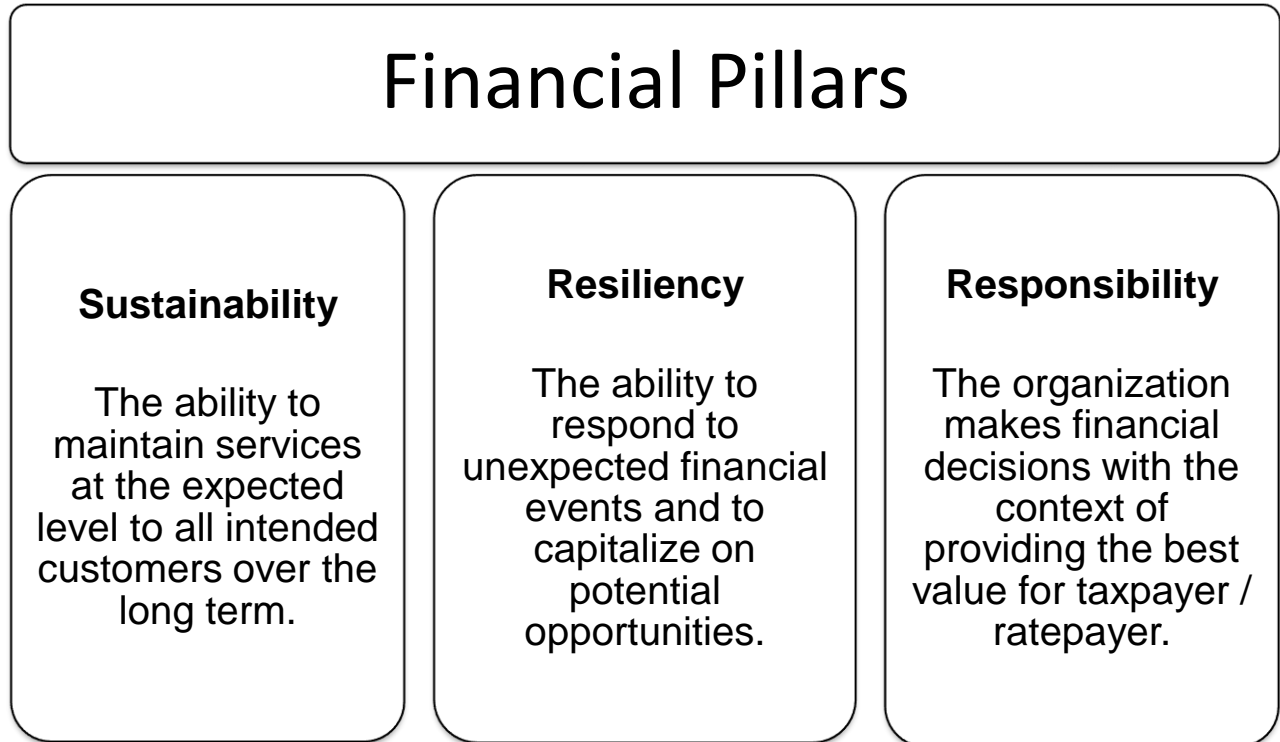 Financial Pillars
Sustainability
The ability to
maintain services
at the expected
level to all intended
customers over the
long term.
Resiliency
The ability to
respond to
unexpected financial
events and to
capitalize on
potential
opportunities.
Responsibility
The organization
makes financial
decisions with the
context of
providing the best
value for taxpayer /
ratepayer.